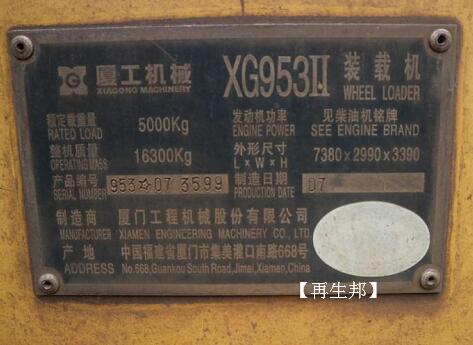 厦工机械
XIAGONG MACHINERY
XG953II 装载机
WHEEL LOADER
额定载重量 5000Kg
RATED LOAD
发动机功率 见柴油机铭牌
ENGINE POWER SEE ENGINE BRAND
整机质量 16300Kg
OPERATING MASS
外形尺寸 7380×2990×3390
L×W×H
产品编号 953☆07 3599
SERIAL NUMBER
制造日期 07
PRODUCTION DATE
制造商 厦门工程机械股份有限公司
MANUFACTURER XIAMEN ENGINEERING MACHINERY CO., LTD.
产地 中国福建省厦门市集美灌口南路668号
ADDRESS No.668, Guankou South Road, Jimei, Xiamen, China
【再生邦】